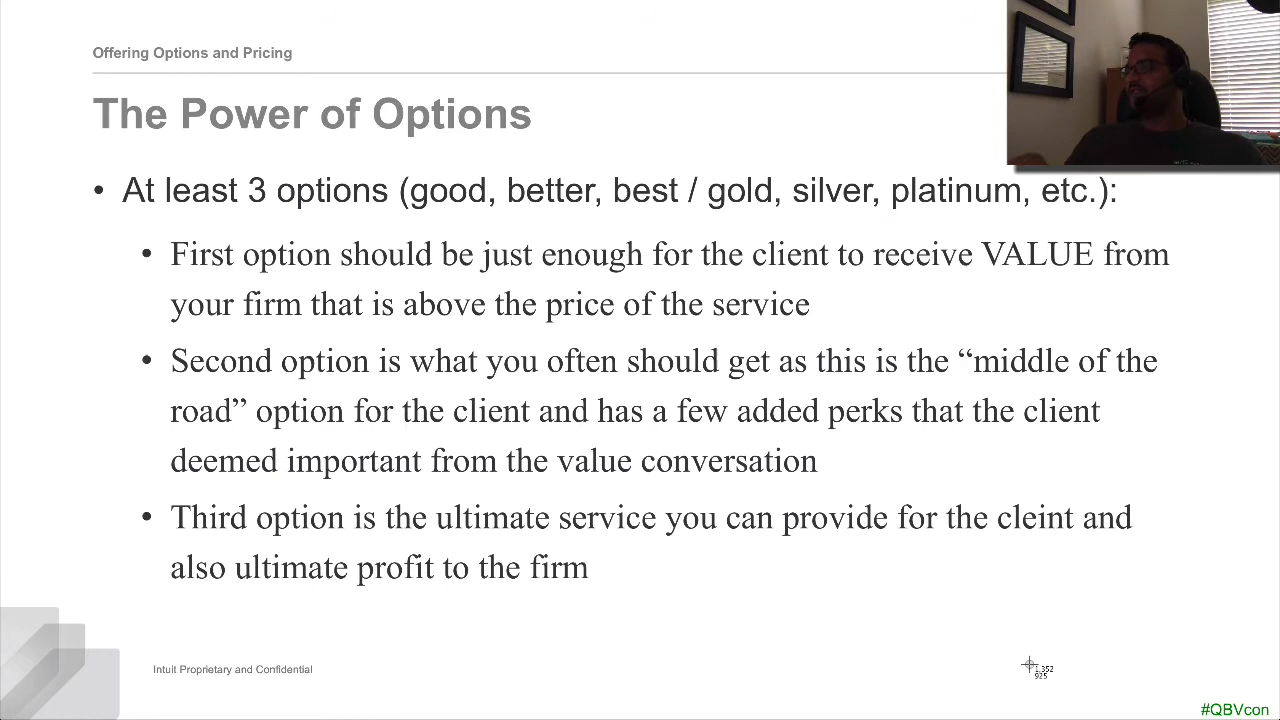 Offering Options and Pricing
The Power of Options
• At least 3 options (good, better, best / gold, silver, platinum, etc.):
• First option should be just enough for the client to receive VALUE from
your firm that is above the price of the service
• Second option is what you often should get as this is the “middle of the
road” option for the client and has a few added perks that the client
deemed important from the value conversation
• Third option is the ultimate service you can provide for the cleint and
also ultimate profit to the firm
Intuit Proprietary and Confidential
1,352
925
#QBVcon